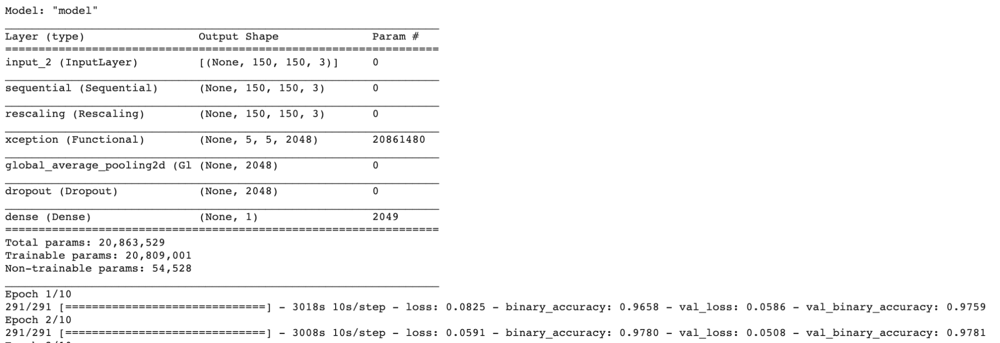 Model: "model"
_________________________________________________________________
Layer (type)                 Output Shape              Param #
=================================================================
input_2 (InputLayer)         [(None, 150, 150, 3)]     0
_________________________________________________________________
sequential (Sequential)      (None, 150, 150, 3)       0
_________________________________________________________________
rescaling (Rescaling)        (None, 150, 150, 3)       0
_________________________________________________________________
xception (Functional)        (None, 5, 5, 2048)        20861480
_________________________________________________________________
global_average_pooling2d (Gl (None, 2048)              0
_________________________________________________________________
dropout (Dropout)            (None, 2048)              0
_________________________________________________________________
dense (Dense)                (None, 1)                 2049
=================================================================
Total params: 20,863,529
Trainable params: 20,809,001
Non-trainable params: 54,528
_________________________________________________________________
Epoch 1/10
291/291 [==============================] - 3018s 10s/step - loss: 0.0825 - binary_accuracy: 0.9658 - val_loss: 0.0586 - val_binary_accuracy: 0.9759
Epoch 2/10
291/291 [==============================] - 3008s 10s/step - loss: 0.0591 - binary_accuracy: 0.9780 - val_loss: 0.0508 - val_binary_accuracy: 0.9781